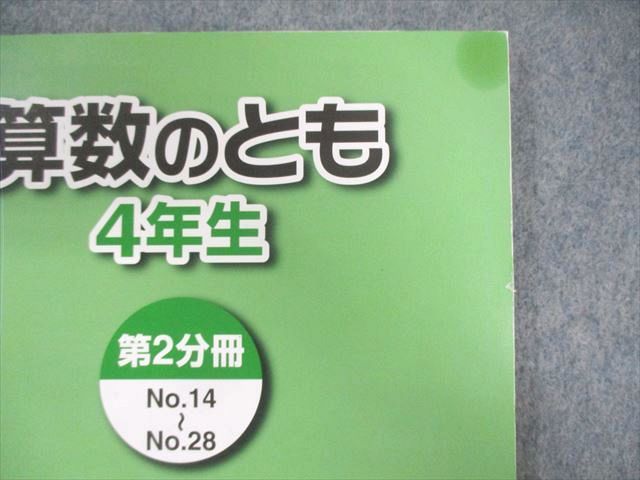 算数のとも
4年生
第2分冊
No.14
~
No.28